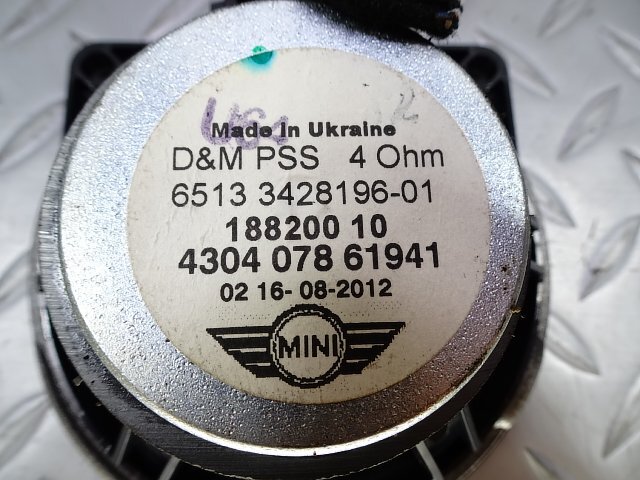 Made in Ukraine
D&M PSS 4 Ohm
6513 3428196-01
188200 10
4304 078 61941
02 16-08-2012
MINI